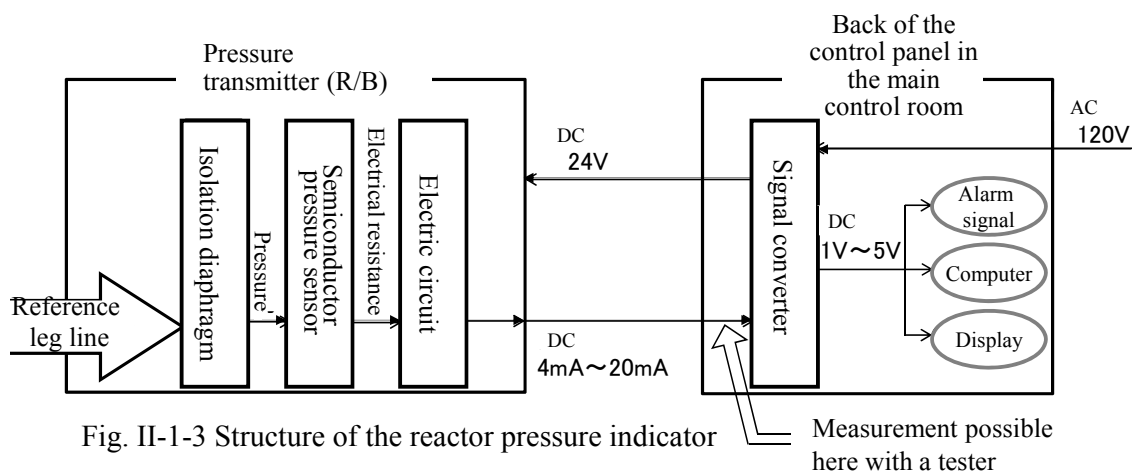 Pressure
transmitter (R/B)
Back of the
control panel in
the main
control room
Reference
leg line
Isolation diaphragm
Pressure'
Semiconductor
pressure sensor
Electrical resistance
Electric circuit
DC
24V
DC
4mA～20mA
Signal converter
AC
120V
DC
1V～5V
Alarm
signal
Computer
Display
Measurement possible
here with a tester
Fig. II-1-3 Structure of the reactor pressure indicator